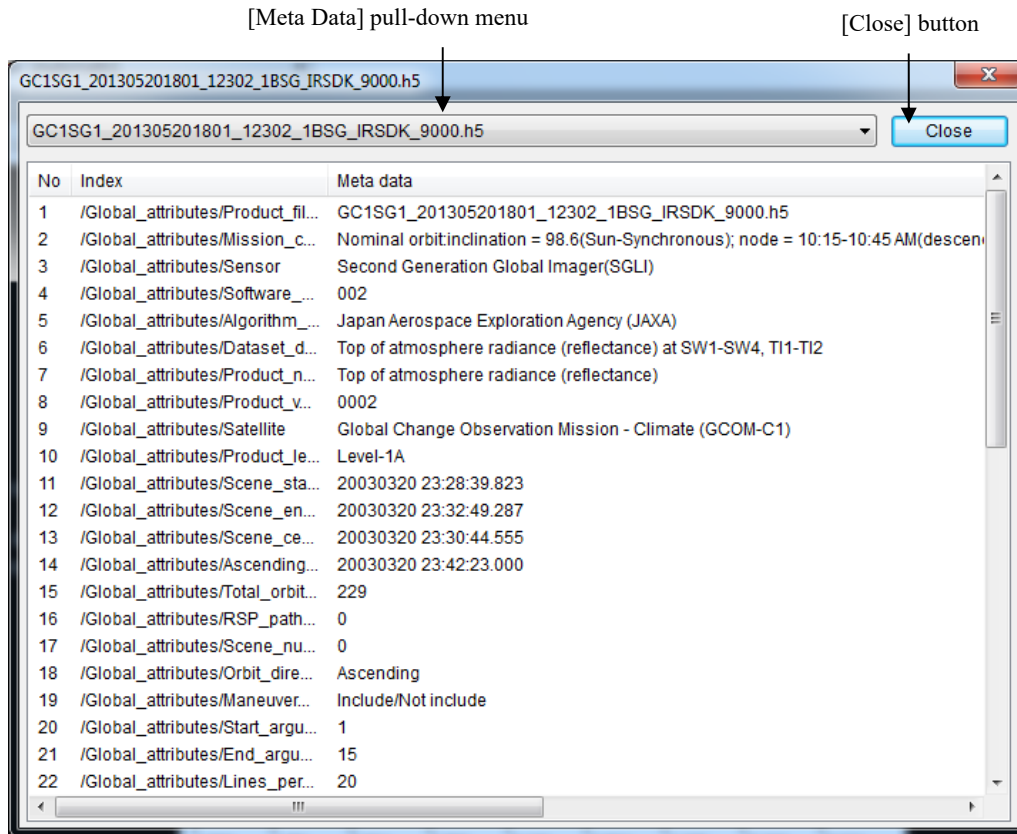 [Meta Data] pull-down menu
[Close] button
GC1SG1_201305201801_12302_1BSG_IRSDK_9000.h5
GC1SG1_201305201801_12302_1BSG_IRSDK_9000.h5 Close
No Index Meta data
1 /Global_attributes/Product_fil... GC1SG1_201305201801_12302_1BSG_IRSDK_9000.h5
2 /Global_attributes/Mission_c... Nominal orbit:inclination = 98.6(Sun-Synchronous); node = 10:15-10:45 AM(descen
3 /Global_attributes/Sensor Second Generation Global Imager(SGLI)
4 /Global_attributes/Software_... 002
5 /Global_attributes/Algorithm_... Japan Aerospace Exploration Agency (JAXA)
6 /Global_attributes/Dataset_d... Top of atmosphere radiance (reflectance) at SW1-SW4, TI1-TI2
7 /Global_attributes/Product_n... Top of atmosphere radiance (reflectance)
8 /Global_attributes/Product_v... 0002
9 /Global_attributes/Satellite Global Change Observation Mission - Climate (GCOM-C1)
10 /Global_attributes/Product_le... Level-1A
11 /Global_attributes/Scene_sta... 20030320 23:28:39.823
12 /Global_attributes/Scene_en... 20030320 23:32:49.287
13 /Global_attributes/Scene_ce... 20030320 23:30:44.555
14 /Global_attributes/Ascending... 20030320 23:42:23.000
15 /Global_attributes/Total_orbit... 229
16 /Global_attributes/RSP_path... 0
17 /Global_attributes/Scene_nu... 0
18 /Global_attributes/Orbit_dire... Ascending
19 /Global_attributes/Maneuver... Include/Not include
20 /Global_attributes/Start_argu... 1
21 /Global_attributes/End_argu... 15
22 /Global_attributes/Lines_per... 20